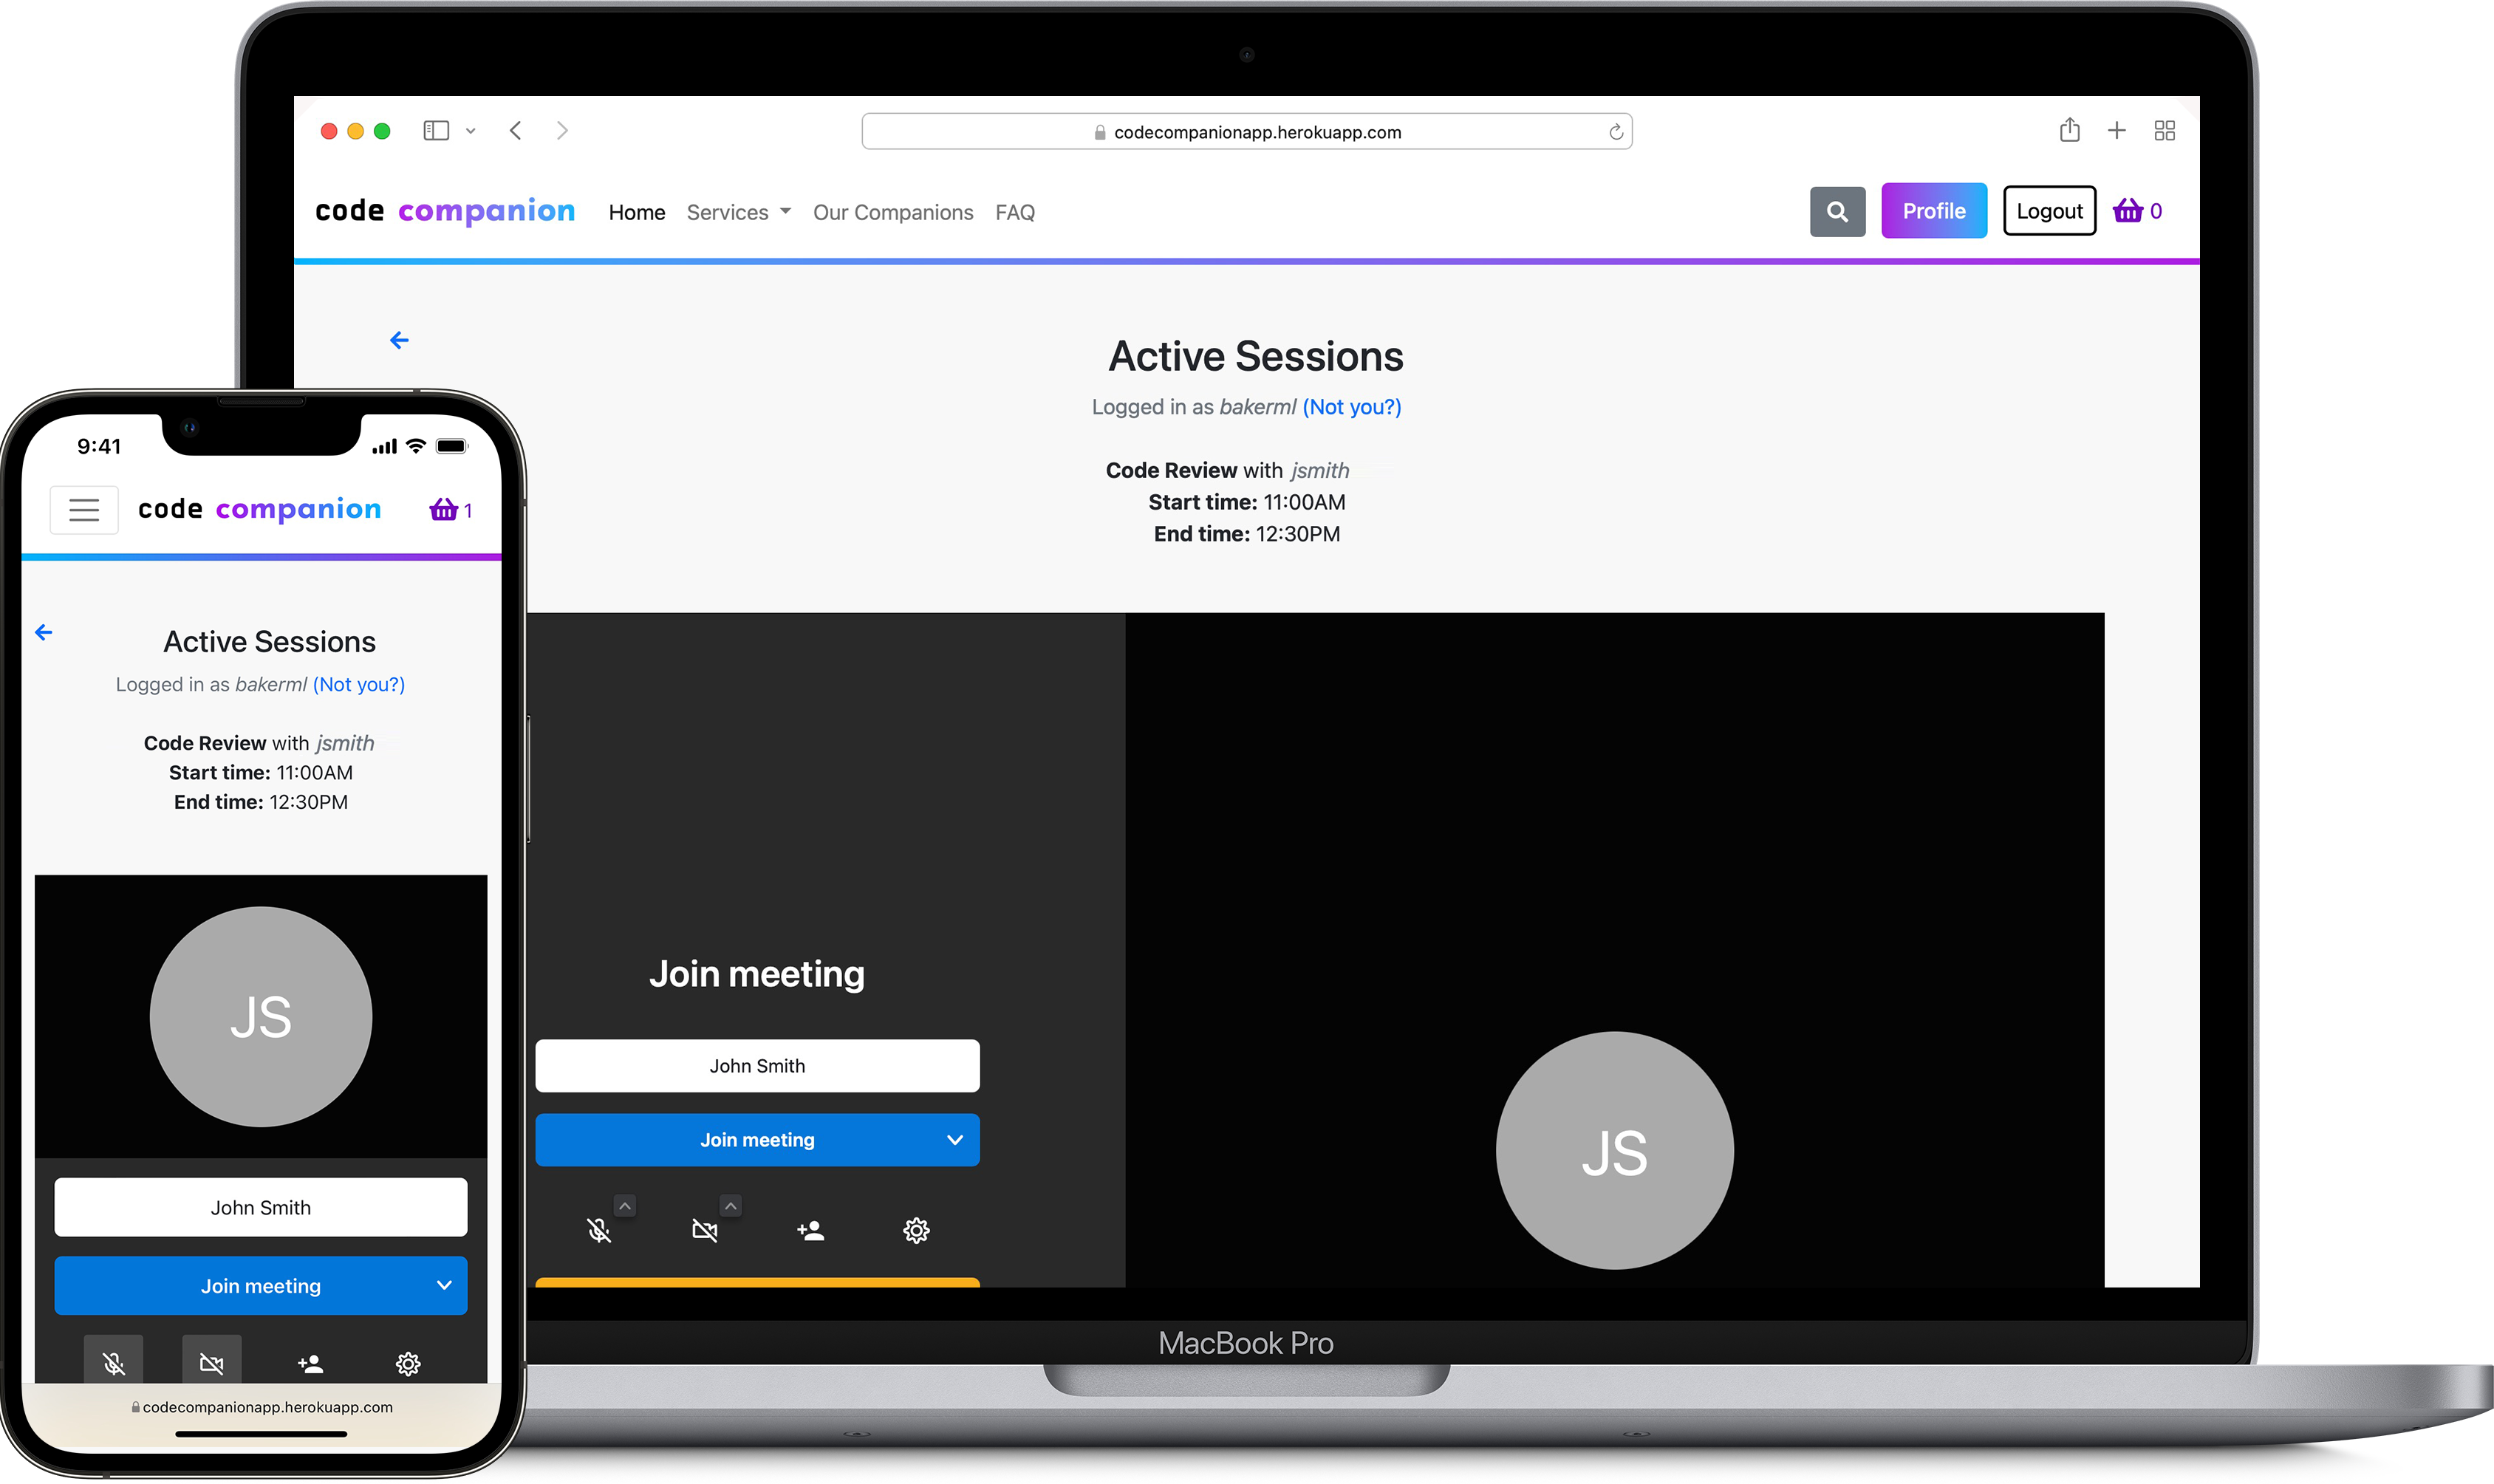 codecompanionapp.herokuapp.com
code companion Home Services Our Companions FAQ Profile Logout 0
Active Sessions
Logged in as bakerml (Not you?)
Code Review with jsmith
Start time: 11:00AM
End time: 12:30PM
Join meeting
John Smith
Join meeting
JS
MacBook Pro
9:41
code companion 1
Active Sessions
Logged in as bakerml (Not you?)
Code Review with jsmith
Start time: 11:00AM
End time: 12:30PM
JS
John Smith
Join meeting
codecompanionapp.herokuapp.com